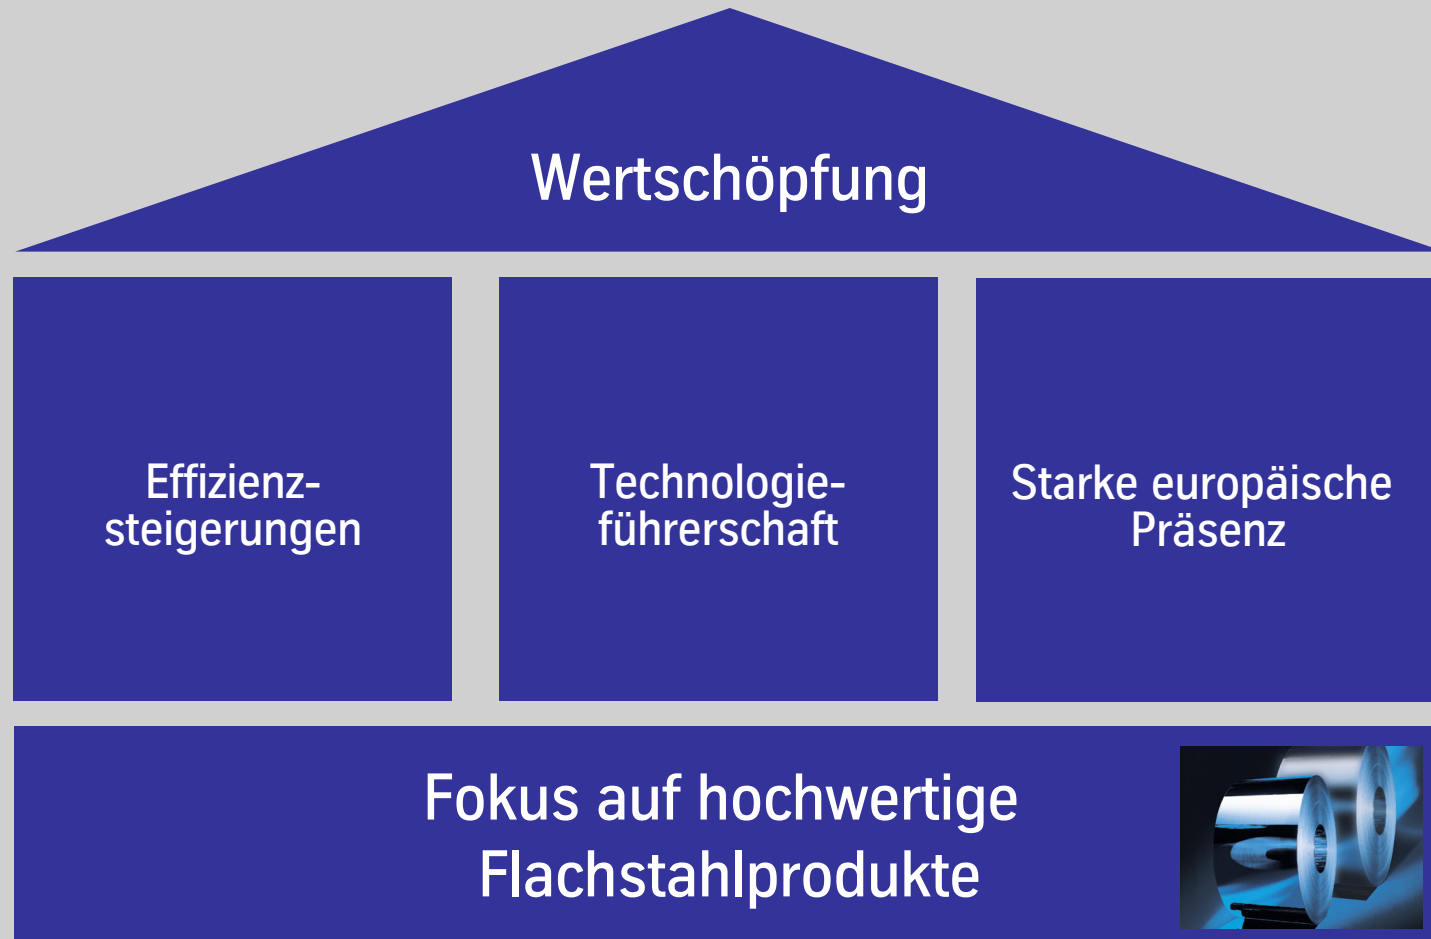 Wertschöpfung
Effizienz-
steigerungen
Technologie-
führerschaft
Starke europäische
Präsenz
Fokus auf hochwertige
Flachstahlprodukte